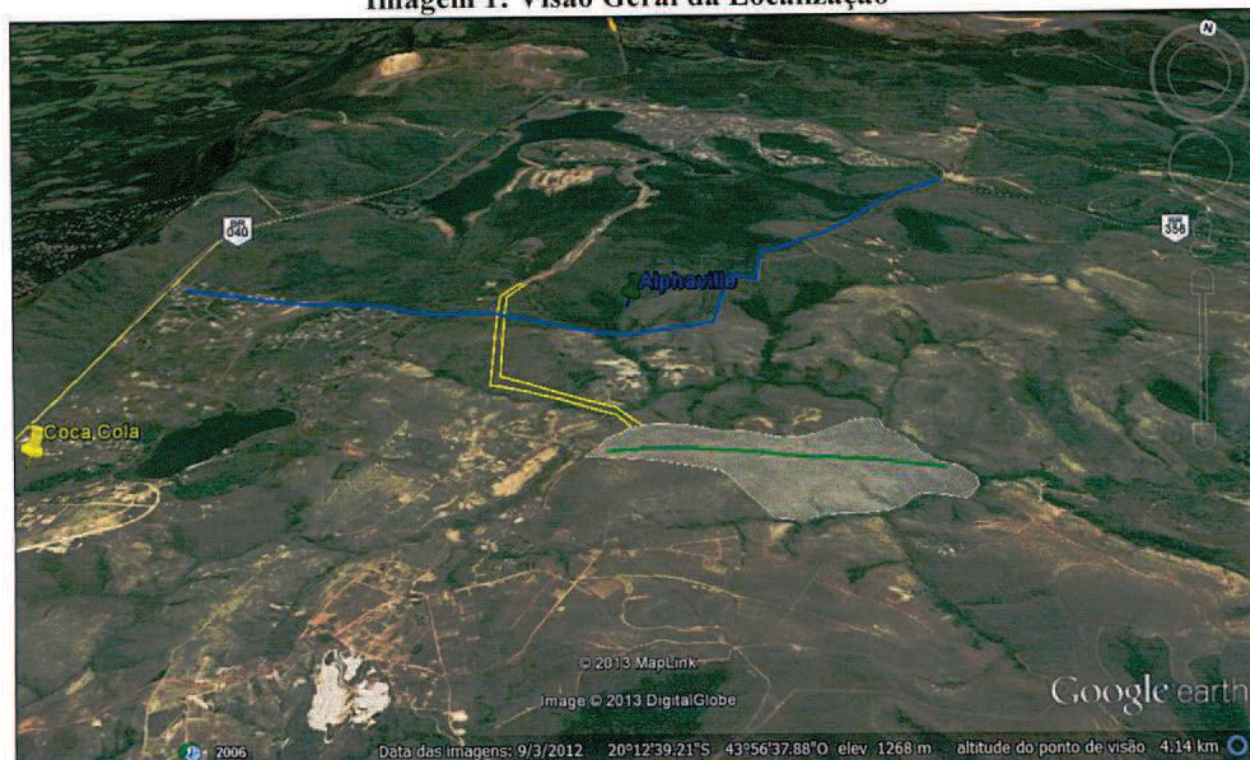 Imagem 1: Visão Geral da Localização
N
BR
040
356
Alphaville
Coca Cola
© 2013 MapLink
Image © 2013 DigitalGlobe
Google earth
2006
Data das imagens: 9/3/2012 20°12'39.21"S 43°56'37.88"O elev 1268 m altitude do ponto de visão 4.14 km